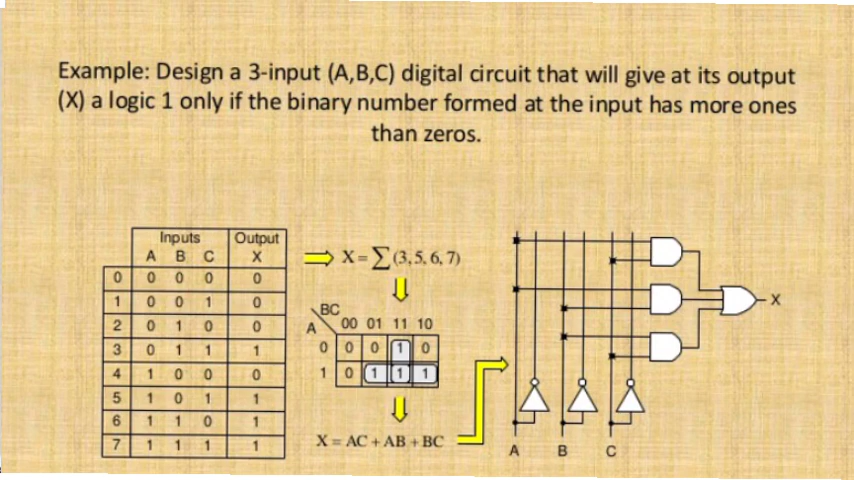 Example: Design a 3-input (A,B,C) digital circuit that will give at its output
(X) a logic 1 only if the binary number formed at the input has more ones
than zeros.
Inputs Output
A B C X
0 0 0 0 0
1 0 0 1 0
2 0 1 0 0
3 0 1 1 1
4 1 0 0 0
5 1 0 1 1
6 1 1 0 1
7 1 1 1 1
X = ∑(3, 5, 6, 7)
BC
A 00 01 11 10
0 0 0 1 0
1 0 1 1 1
X = AC + AB + BC
X
A B C